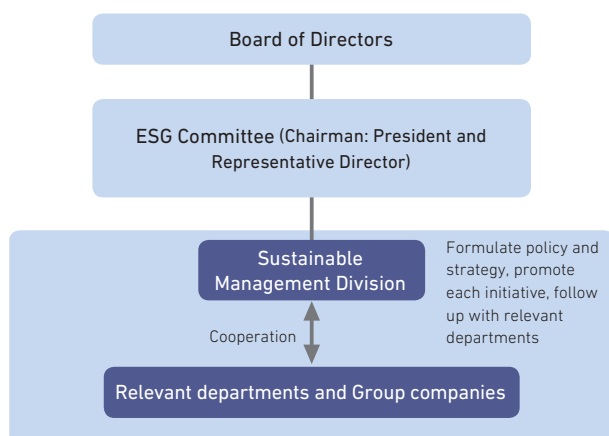 Board of Directors
ESG Committee (Chairman: President and
Representative Director)
Sustainable
Management Division
Formulate policy and
strategy, promote
each initiative, follow
up with relevant
departments
Cooperation
Relevant departments and Group companies